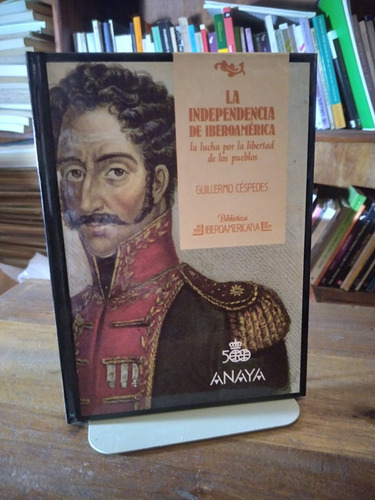 LA
INDEPENDENCIA
DE IBEROAMÉRICA
la lucha por la libertad
de los pueblos
GUILLERMO CÉSPEDES
Biblioteca
IBEROAMERICANA
500
ANAYA